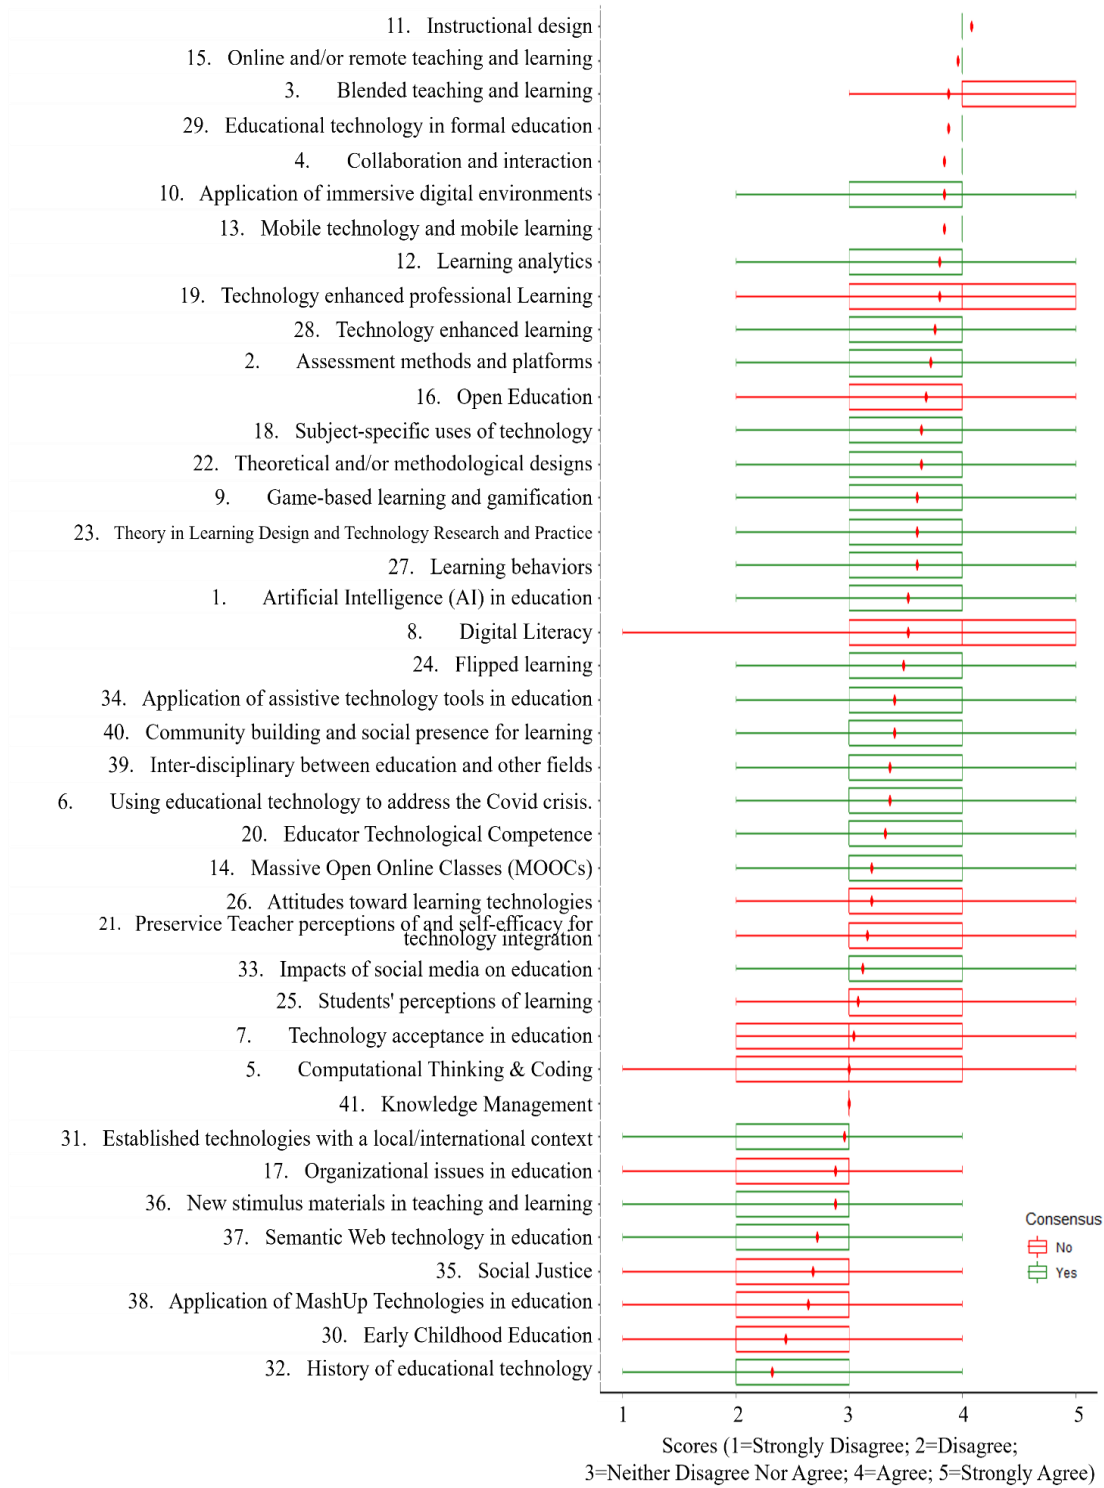 11. Instructional design
15. Online and/or remote teaching and learning
3. Blended teaching and learning
29. Educational technology in formal education
4. Collaboration and interaction
10. Application of immersive digital environments
13. Mobile technology and mobile learning
12. Learning analytics
19. Technology enhanced professional Learning
28. Technology enhanced learning
2. Assessment methods and platforms
16. Open Education
18. Subject-specific uses of technology
22. Theoretical and/or methodological designs
9. Game-based learning and gamification
23. Theory in Learning Design and Technology Research and Practice
27. Learning behaviors
1. Artificial Intelligence (AI) in education
8. Digital Literacy
24. Flipped learning
34. Application of assistive technology tools in education
40. Community building and social presence for learning
39. Inter-disciplinary between education and other fields
6. Using educational technology to address the Covid crisis.
20. Educator Technological Competence
14. Massive Open Online Classes (MOOCs)
26. Attitudes toward learning technologies
21. Preservice Teacher perceptions of and self-efficacy for
technology integration
33. Impacts of social media on education
25. Students' perceptions of learning
7. Technology acceptance in education
5. Computational Thinking & Coding
41. Knowledge Management
31. Established technologies with a local/international context
17. Organizational issues in education
36. New stimulus materials in teaching and learning
37. Semantic Web technology in education
35. Social Justice
38. Application of MashUp Technologies in education
30. Early Childhood Education
32. History of educational technology
Consensus
No
Yes
1 2 3 4 5
Scores (1=Strongly Disagree; 2=Disagree;
3=Neither Disagree Nor Agree; 4=Agree; 5=Strongly Agree)